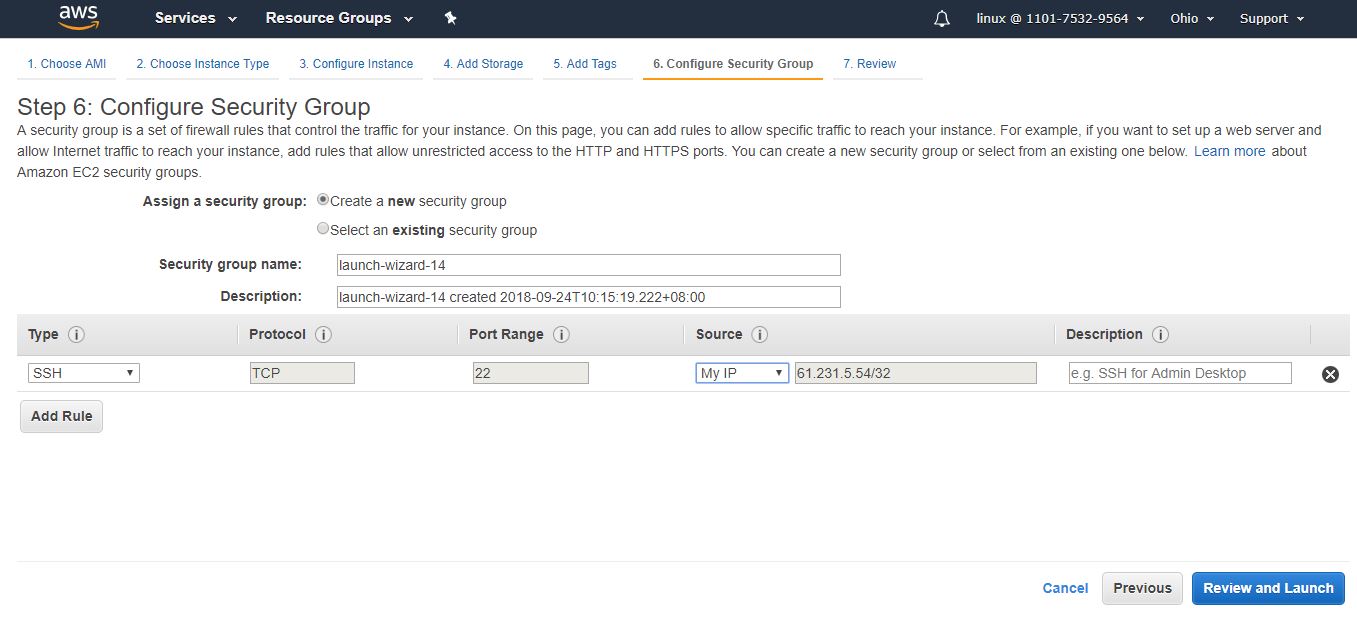 aws Services Resource Groups linux @ 1101-7532-9564 Ohio Support
1. Choose AMI 2. Choose Instance Type 3. Configure Instance 4. Add Storage 5. Add Tags 6. Configure Security Group 7. Review
Step 6: Configure Security Group
A security group is a set of firewall rules that control the traffic for your instance. On this page, you can add rules to allow specific traffic to reach your instance. For example, if you want to set up a web server and
allow Internet traffic to reach your instance, add rules that allow unrestricted access to the HTTP and HTTPS ports. You can create a new security group or select from an existing one below. Learn more about
Amazon EC2 security groups.
Assign a security group: Create a new security group
Select an existing security group
Security group name: launch-wizard-14
Description: launch-wizard-14 created 2018-09-24T10:15:19.222+08:00
Type i Protocol i Port Range i Source i Description i
SSH TCP 22 My IP 61.231.5.54/32 e.g. SSH for Admin Desktop
Add Rule
Cancel Previous Review and Launch